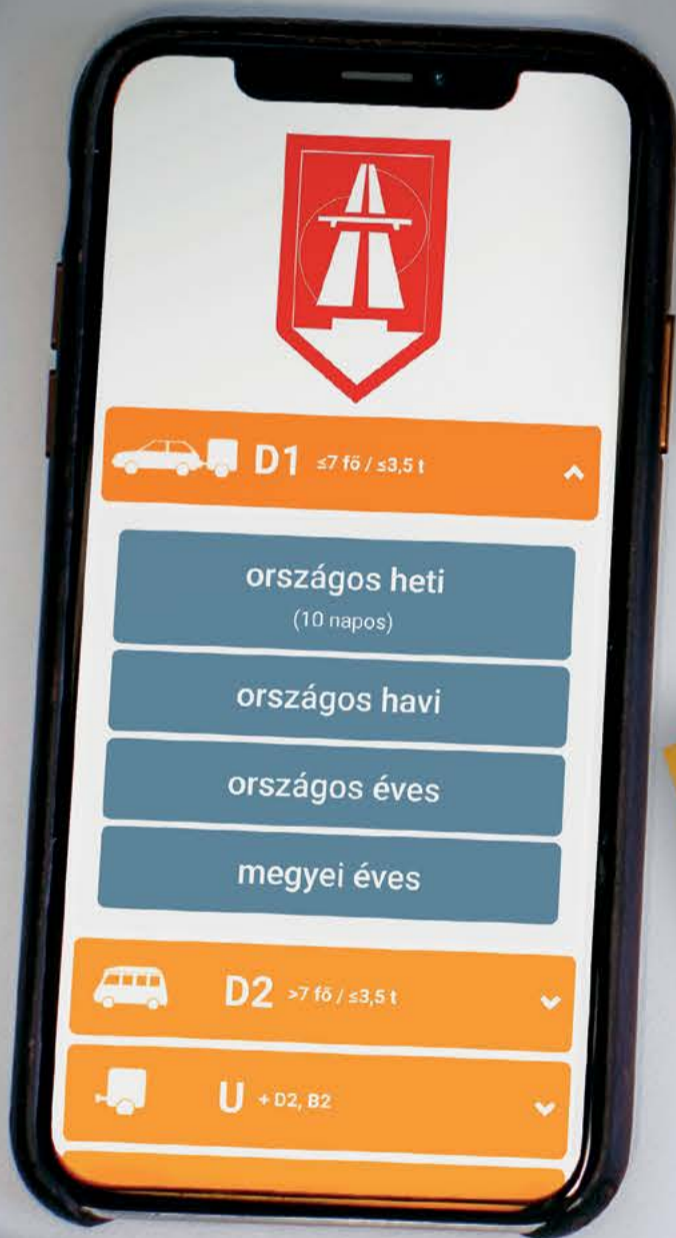 D1 ≤7 fő / ≤3,5 t
országos heti
(10 napos)
országos havi
országos éves
megyei éves
D2 >7 fő / ≤3,5 t
U + D2, B2